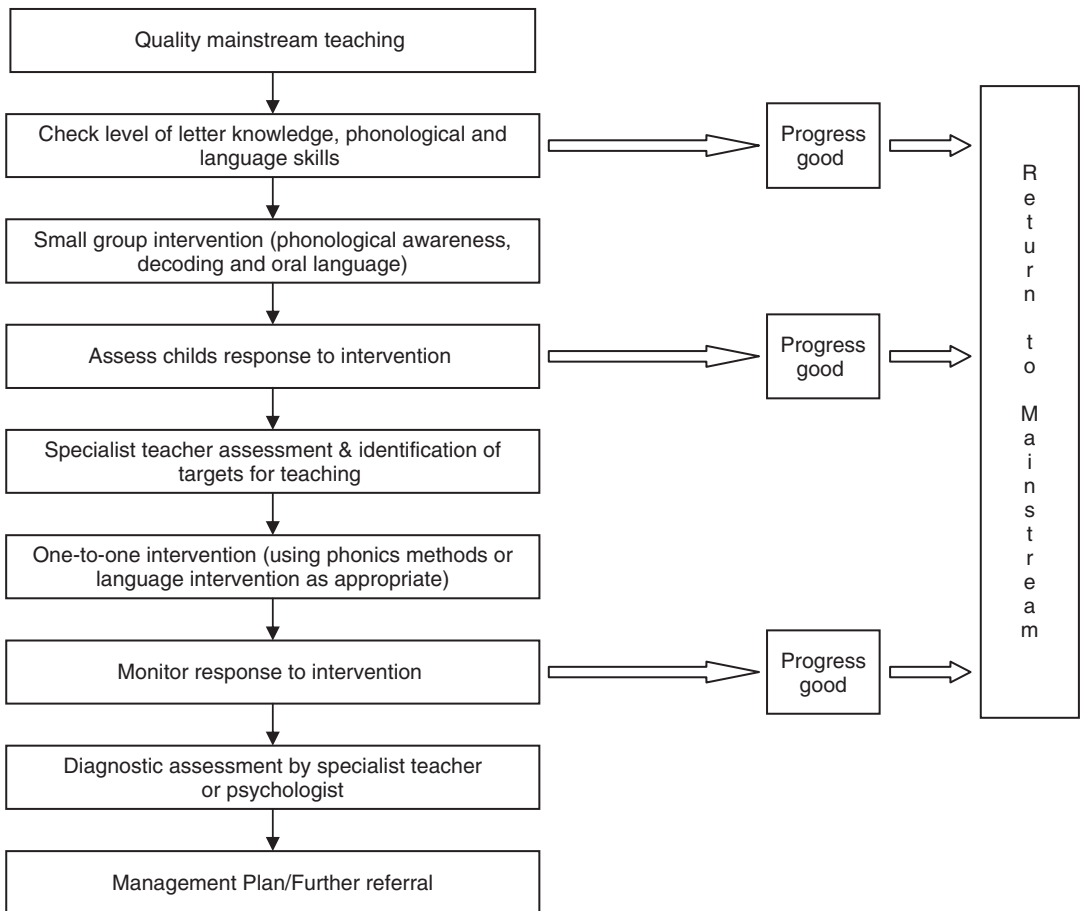 Quality mainstream teaching
Check level of letter knowledge, phonological and
language skills
Progress
good
Small group intervention (phonological awareness,
decoding and oral language)
Assess childs response to intervention
Progress
good
Specialist teacher assessment & identification of
targets for teaching
One-to-one intervention (using phonics methods or
language intervention as appropriate)
Monitor response to intervention
Progress
good
Diagnostic assessment by specialist teacher
or psychologist
Management Plan/Further referral
Return to Mainstream